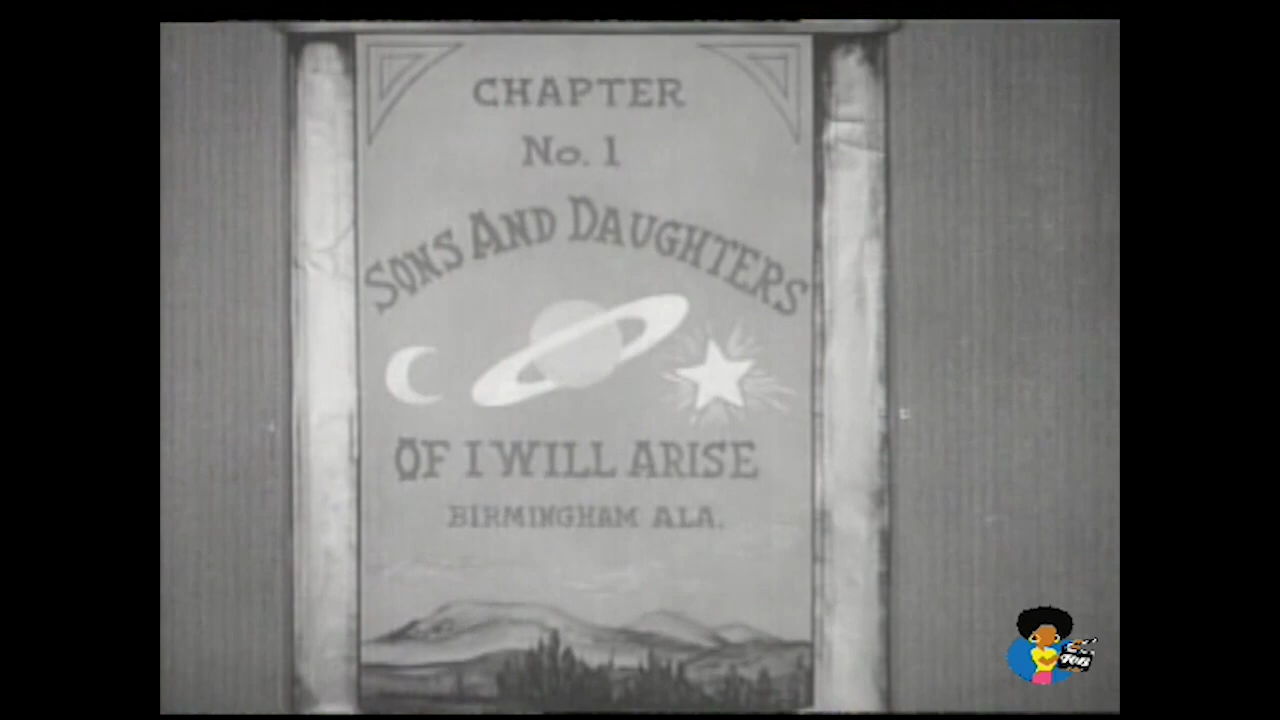 CHAPTER
No. 1
SONS AND DAUGHTERS
OF I WILL ARISE
BIRMINGHAM ALA.